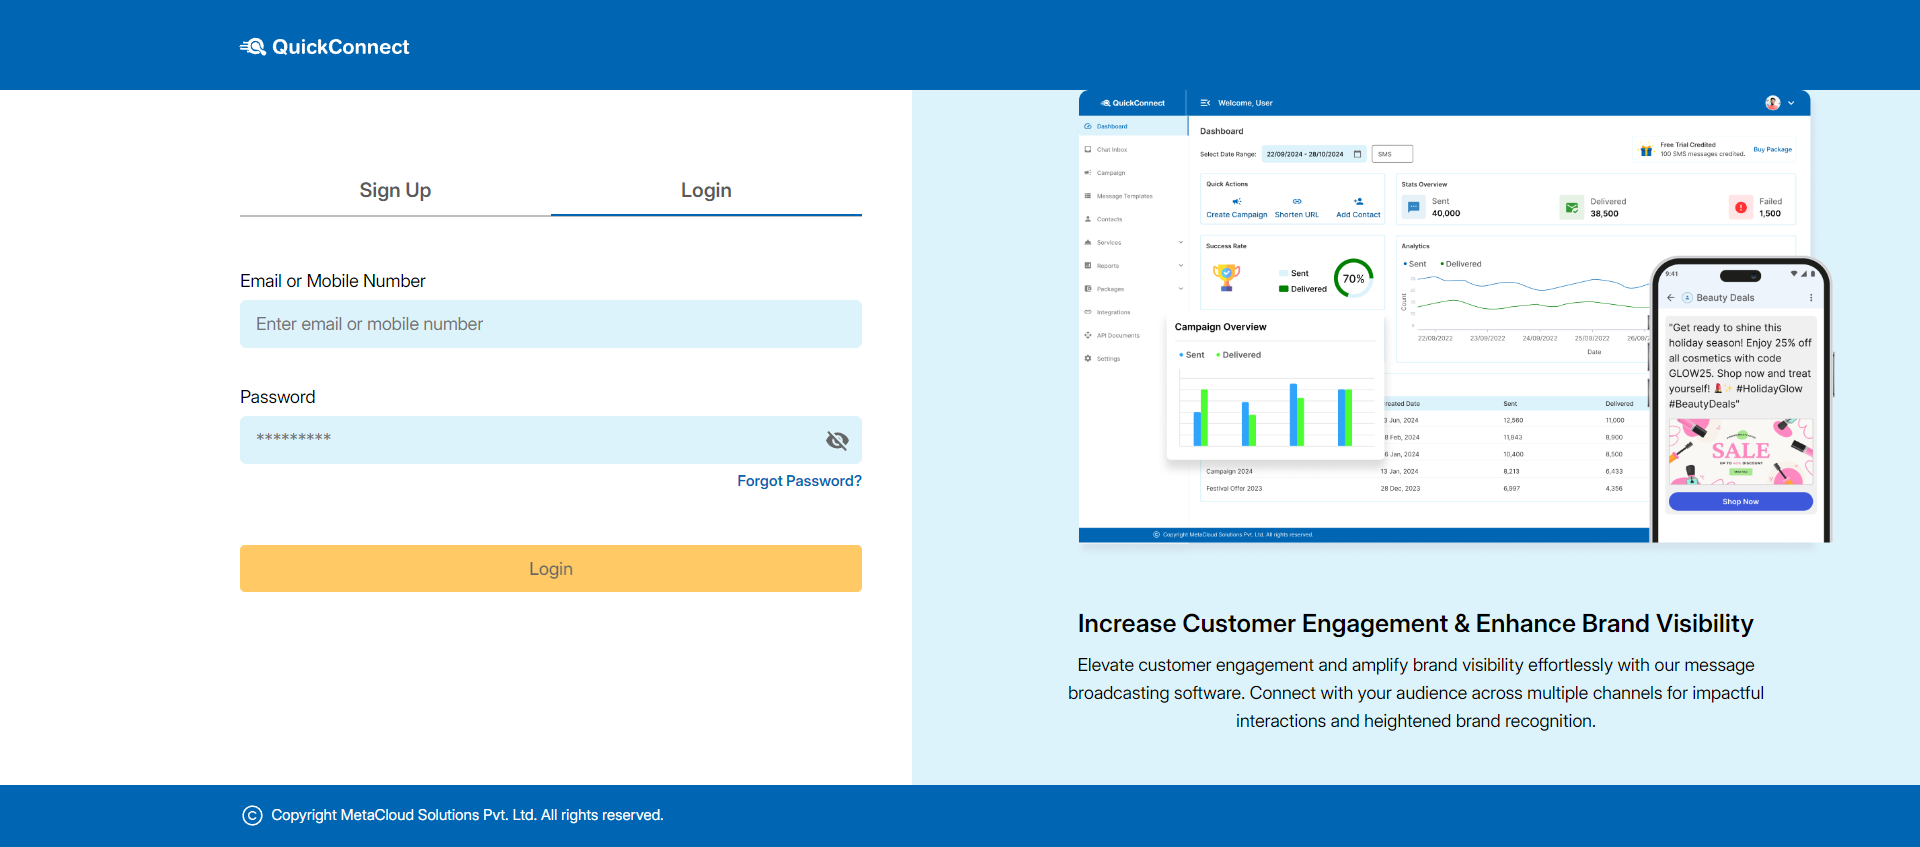 QuickConnect
Sign Up
Login
Email or Mobile Number
Enter email or mobile number
Password
*********
Forgot Password?
Login
QuickConnect
Welcome, User
Dashboard
Chat Inbox
Campaign
Message Templates
Contacts
Services
Reports
Packages
Integrations
API Documents
Settings
Dashboard
Select Date Range:
22/09/2024 - 28/10/2024
SMS
Free Trial Credited
100 SMS messages credited.
Buy Package
Quick Actions
Create Campaign
Shorten URL
Add Contact
Stats Overview
Sent
40,000
Delivered
38,500
Failed
1,500
Success Rate
Sent
Delivered
70%
Analytics
Sent
Delivered
Count
22/09/2022
23/09/2022
24/09/2022
25/09/2022
Date
Campaign Overview
Sent
Delivered
Created Date
Sent
Delivered
Jun, 2024
12,560
11,000
Feb, 2024
11,843
8,900
Jan, 2024
10,400
8,500
Campaign 2024
13 Jan, 2024
8,213
6,433
Festival Offer 2023
28 Dec, 2023
6,997
4,356
Copyright MetaCloud Solutions Pvt. Ltd. All rights reserved.
9:41
Beauty Deals
"Get ready to shine this
holiday season! Enjoy 25% off
all cosmetics with code
GLOW25. Shop now and treat
yourself! 💄✨ #HolidayGlow
#BeautyDeals"
SALE
Shop Now
Increase Customer Engagement & Enhance Brand Visibility
Elevate customer engagement and amplify brand visibility effortlessly with our message
broadcasting software. Connect with your audience across multiple channels for impactful
interactions and heightened brand recognition.
© Copyright MetaCloud Solutions Pvt. Ltd. All rights reserved.